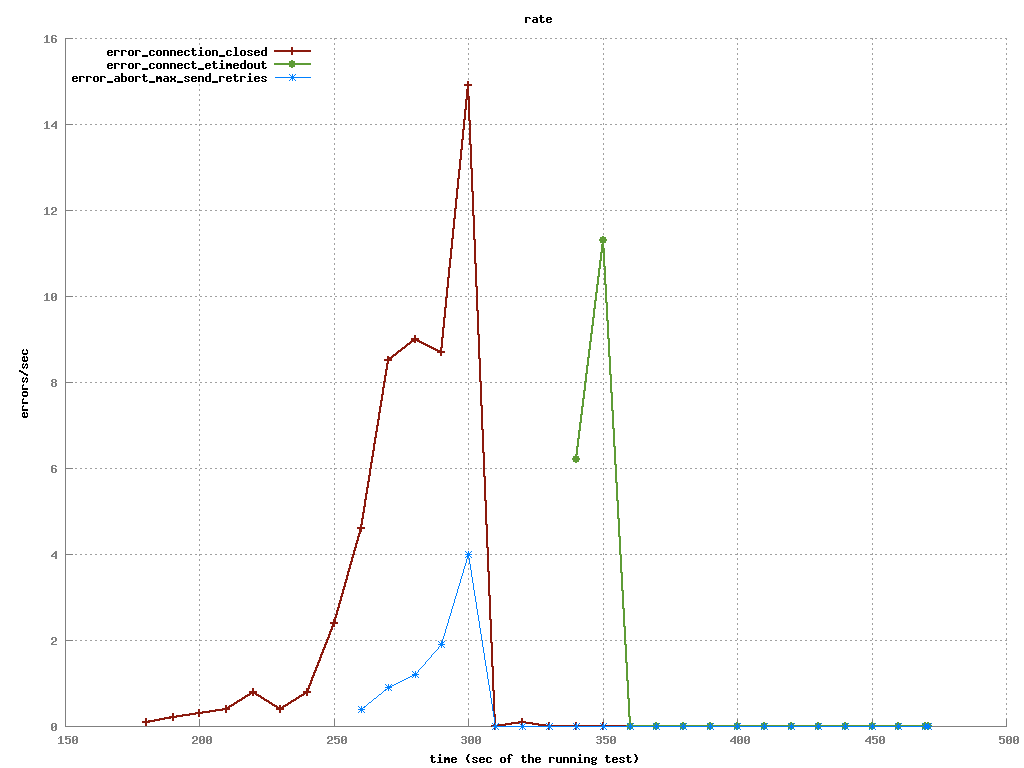 rate
error_connection_closed
error_connect_etimedout
error_abort_max_send_retries
16
14
12
10
8
6
4
2
0
errors/sec
150 200 250 300 350 400 450 500
time (sec of the running test)